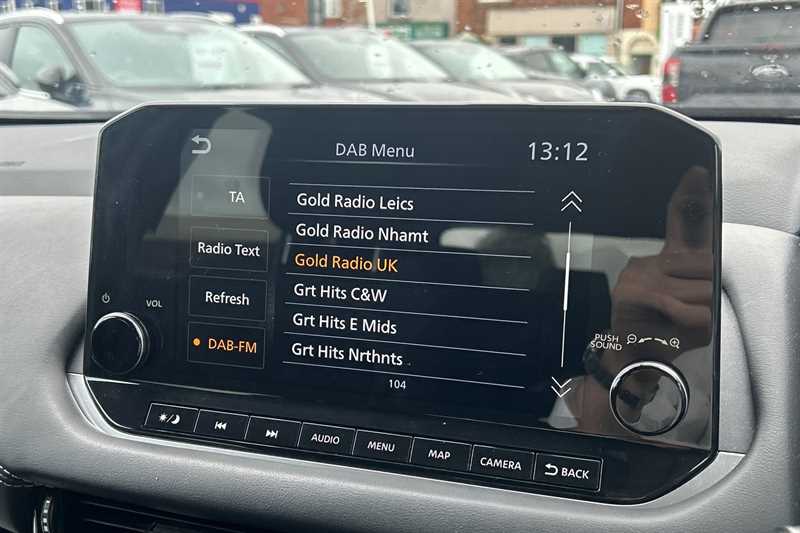 DAB Menu
13:12
TA
Radio Text
Refresh
DAB-FM
Gold Radio Leics
Gold Radio Nhamt
Gold Radio UK
Grt Hits C&W
Grt Hits E Mids
Grt Hits Nrthnts
104
VOL
PUSH
SOUND
AUDIO
MENU
MAP
CAMERA
BACK
Ford